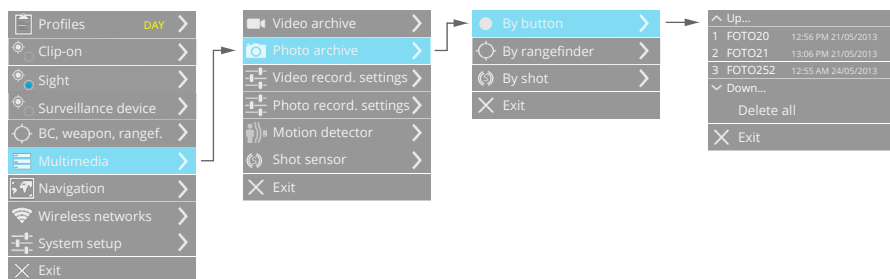 Profiles DAY
Clip-on
Sight
Surveillance device
BC, weapon, rangef.
Multimedia
Navigation
Wireless networks
System setup
Exit
Video archive
Photo archive
Video record. settings
Photo record. settings
Motion detector
Shot sensor
Exit
By button
By rangefinder
By shot
Exit
Up...
1 FOTO20 12:56 PM 21/05/2013
2 FOTO21 13:06 PM 21/05/2013
3 FOTO252 12:55 AM 24/05/2013
Down...
Delete all
Exit